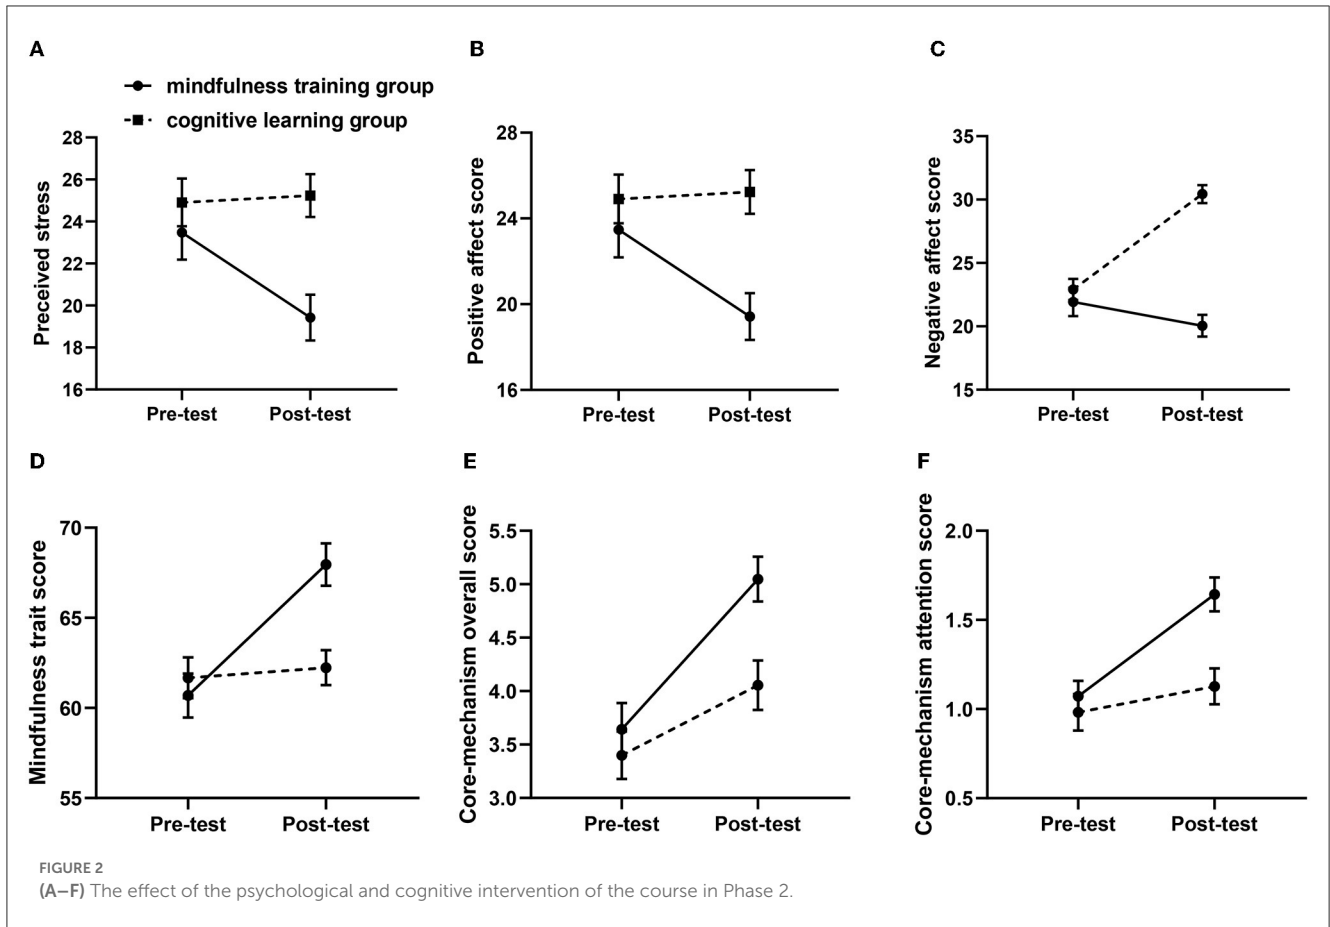 A
B
C
mindfulness training group
cognitive learning group
28
26
24
22
20
18
16
Preceived stress
Pre-test
Post-test
28
24
20
16
Positive affect score
Pre-test
Post-test
35
30
25
20
15
Negative affect score
Pre-test
Post-test
D
E
F
70
65
60
55
Mindfulness trait score
Pre-test
Post-test
5.5
5.0
4.5
4.0
3.5
3.0
Core-mechanism overall score
Pre-test
Post-test
2.0
1.5
1.0
0.5
Core-mechanism attention score
Pre-test
Post-test
FIGURE 2
(A–F) The effect of the psychological and cognitive intervention of the course in Phase 2.